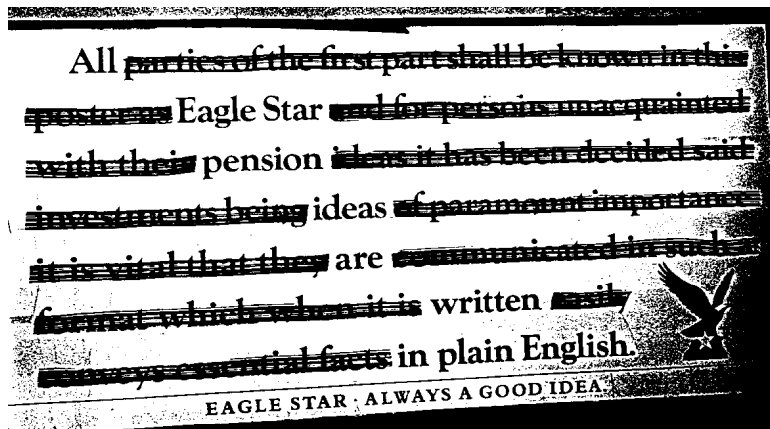 All parties of the first part shall be known in this
poster as Eagle Star and for persons unacquainted
with their pension ideas it has been decided said
investments being ideas of paramount importance
it is vital that they are communicated in such a
format which when it is written easily
conveys essential facts in plain English.
EAGLE STAR · ALWAYS A GOOD IDEA.